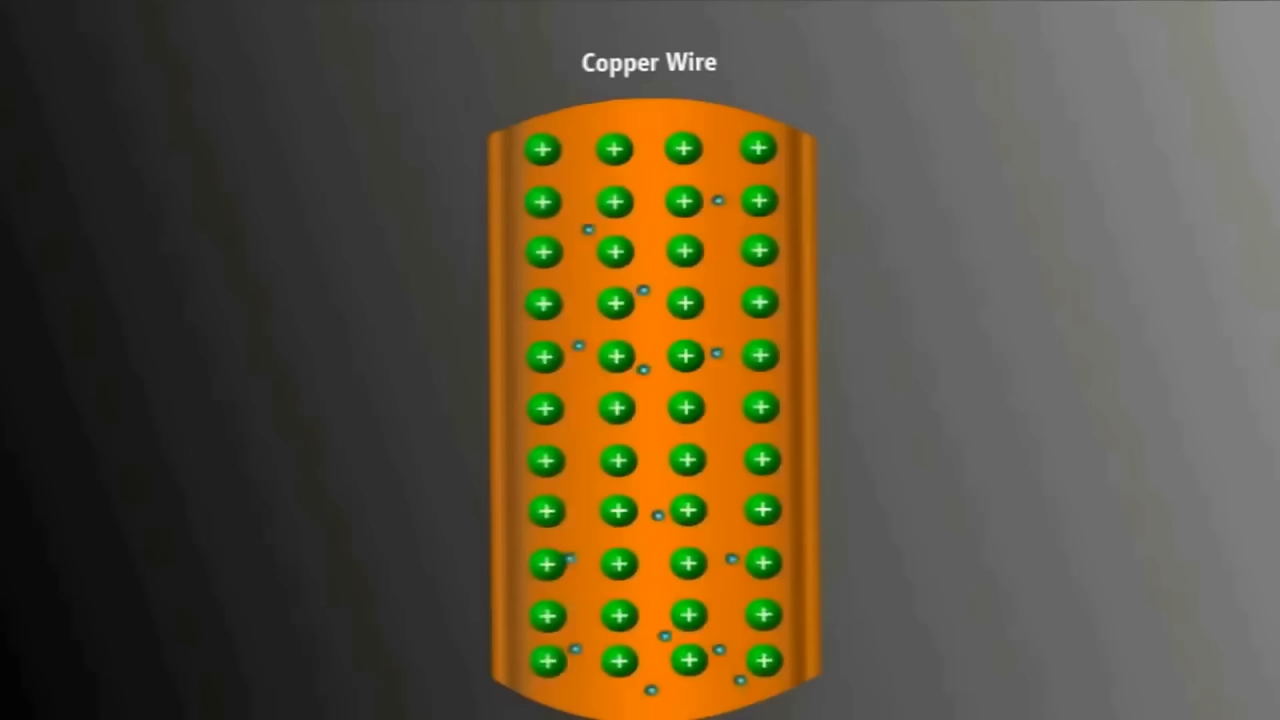 Copper Wire
+ + + +
+ + + +
+ + + +
+ + + +
+ + + +
+ + + +
+ + + +
+ + + +
+ + + +
+ + + +
+ + + +